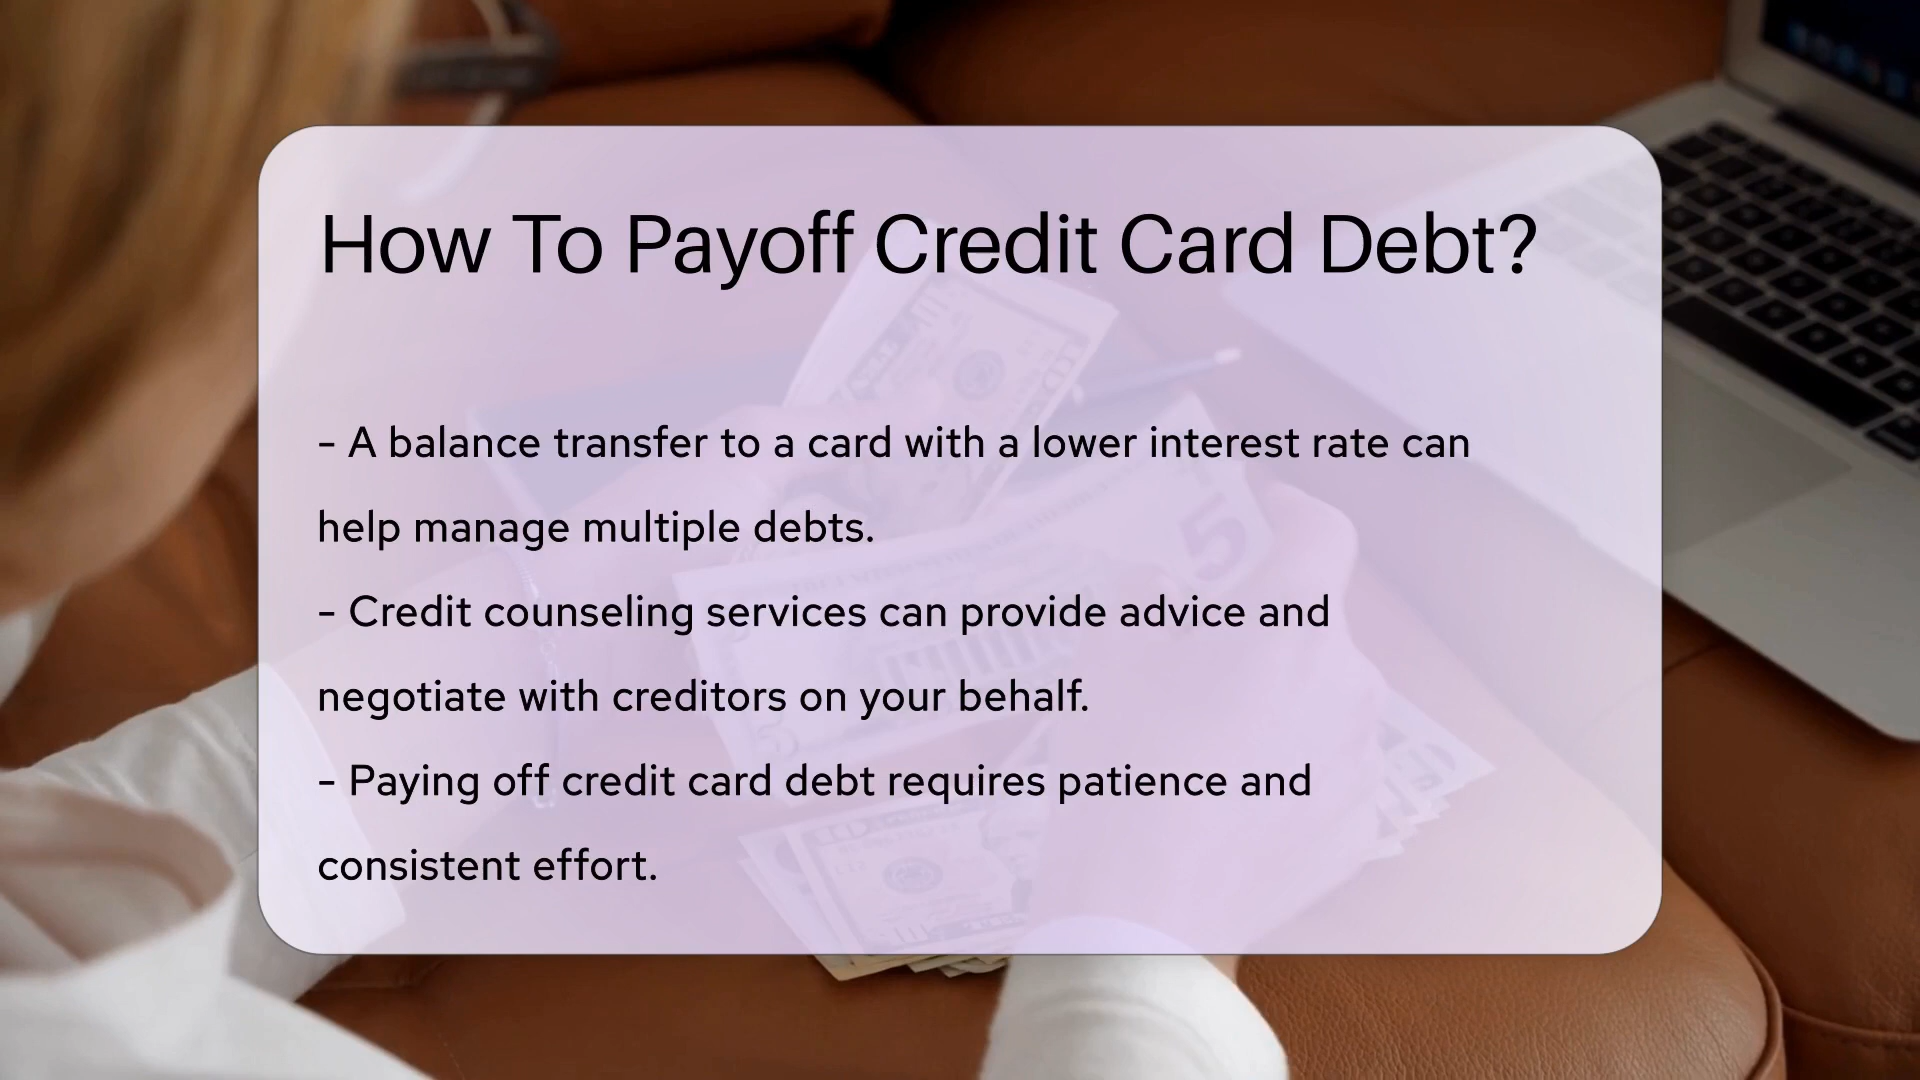 How To Payoff Credit Card Debt?
- A balance transfer to a card with a lower interest rate can
help manage multiple debts.
- Credit counseling services can provide advice and
negotiate with creditors on your behalf.
- Paying off credit card debt requires patience and
consistent effort.
5